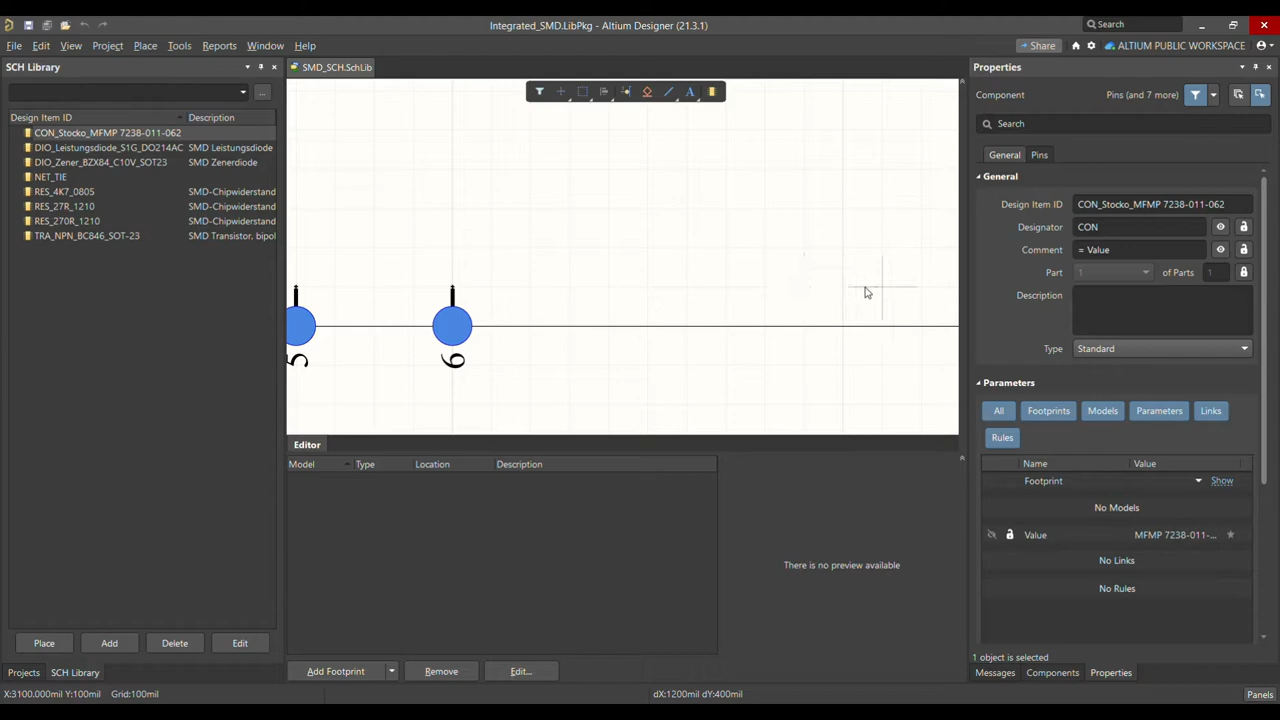 Integrated_SMD.LibPkg - Altium Designer (21.3.1)
Search
File Edit View Project Place Tools Reports Window Help
Share
ALTIUM PUBLIC WORKSPACE
SCH Library
SMD_SCH.SchLib
Properties
Component
Pins (and 7 more)
...
Search
Design Item ID Description
CON_Stocko_MFMP 7238-011-062
DIO_Leistungsdiode_S1G_DO214AC SMD Leistungsdiode
DIO_Zener_BZX84_C10V_SOT23 SMD Zenerdiode
NET_TIE
RES_4K7_0805 SMD-Chipwiderstand
RES_27R_1210 SMD-Chipwiderstand
RES_270R_1210 SMD-Chipwiderstand
TRA_NPN_BC846_SOT-23 SMD Transistor, bipol
Place Add Delete Edit
Projects SCH Library
5 6
Editor
Model Type Location Description
There is no preview available
Add Footprint Remove Edit...
General Pins
General
Design Item ID CON_Stocko_MFMP 7238-011-062
Designator CON
Comment = Value
Part 1 of Parts 1
Description
Type Standard
Parameters
All Footprints Models Parameters Links
Rules
Name Value
Footprint Show
No Models
Value MFMP 7238-011-...
No Links
No Rules
1 object is selected
Messages Components Properties
X:3100.000mil Y:100mil Grid:100mil
dX:1200mil dY:400mil
Panels